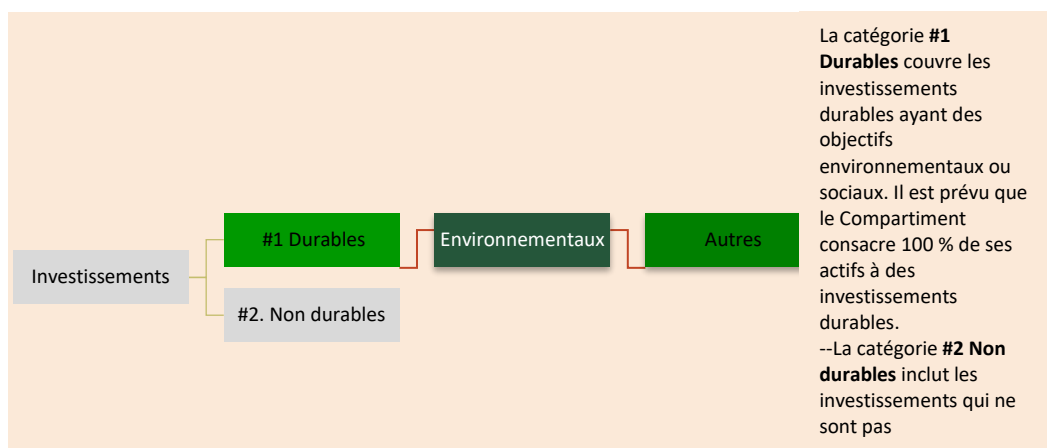 Investissements
#1 Durables
Environnementaux
Autres
#2. Non durables
La catégorie #1
Durables couvre les
investissements
durables ayant des
objectifs
environnementaux ou
sociaux. Il est prévu que
le Compartiment
consacre 100 % de ses
actifs à des
investissements
durables.
--La catégorie #2 Non
durables inclut les
investissements qui ne
sont pas